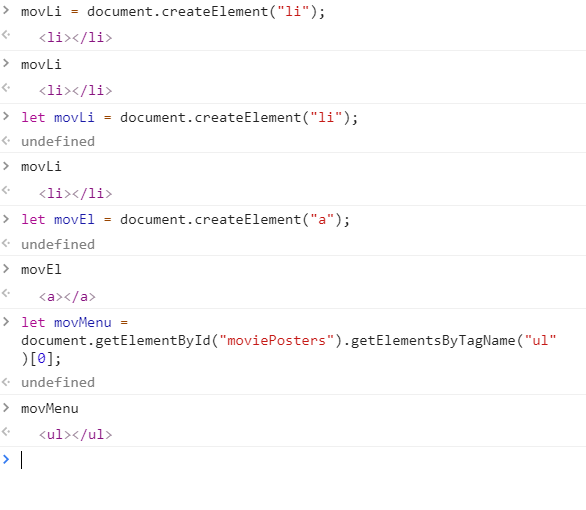 movLi = document.createElement("li");
<li></li>
movLi
<li></li>
let movLi = document.createElement("li");
undefined
movLi
<li></li>
let movEl = document.createElement("a");
undefined
movEl
<a></a>
let movMenu =
document.getElementById("moviePosters").getElementsByTagName("ul"
)[0];
undefined
movMenu
<ul></ul>